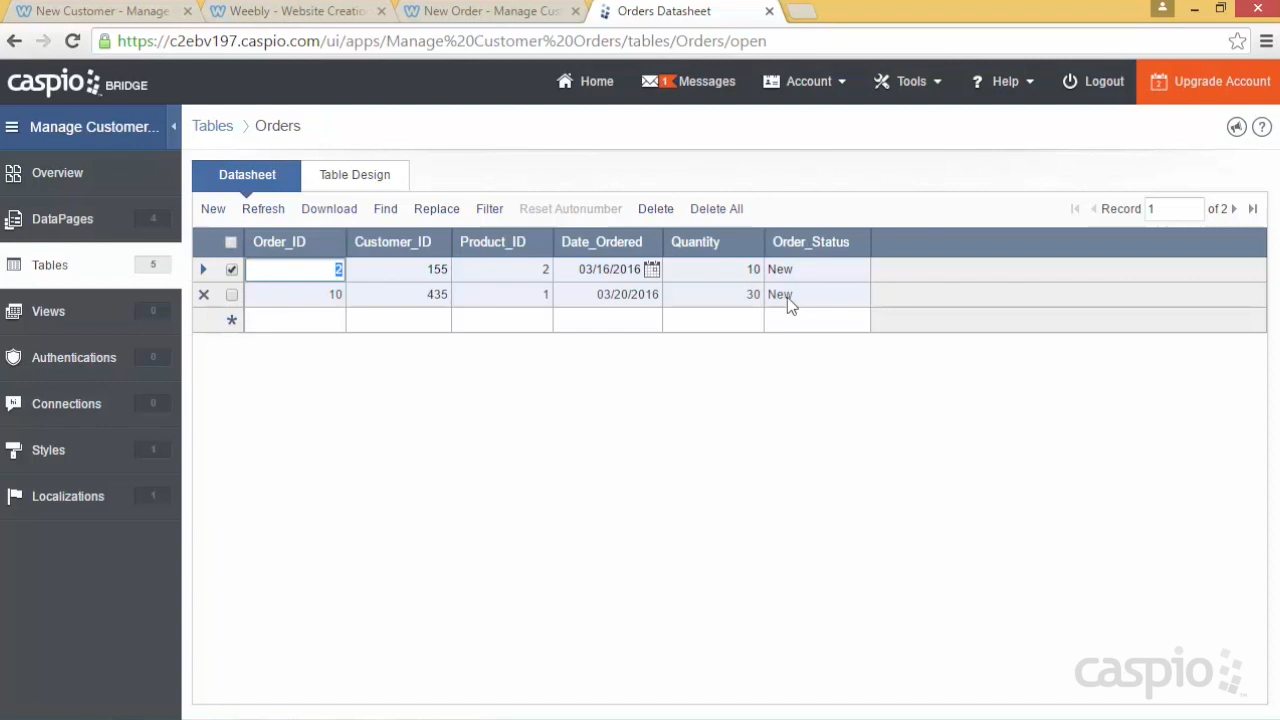 New Customer - Manage × Weebly - Website Creatio × New Order - Manage Cus × Orders Datasheet ×
https://c2ebv197.caspio.com/ui/apps/Manage%20Customer%20Orders/tables/Orders/open
caspio BRIDGE Home 1 Messages Account Tools ? Help Logout 2 Upgrade Account
Manage Customer... Tables Orders ?
Overview
DataPages 4
Tables 5
Views 0
Authentications 0
hi Connections 0
Styles 1
Localizations 1
Datasheet Table Design
New Refresh Download Find Replace Filter Reset Autonumber Delete Delete All Record 1 of 2
Order_ID Customer_ID Product_ID Date_Ordered Quantity Order_Status
2 155 2 03/16/2016 10 New
10 435 1 03/20/2016 30 New
*
caspio